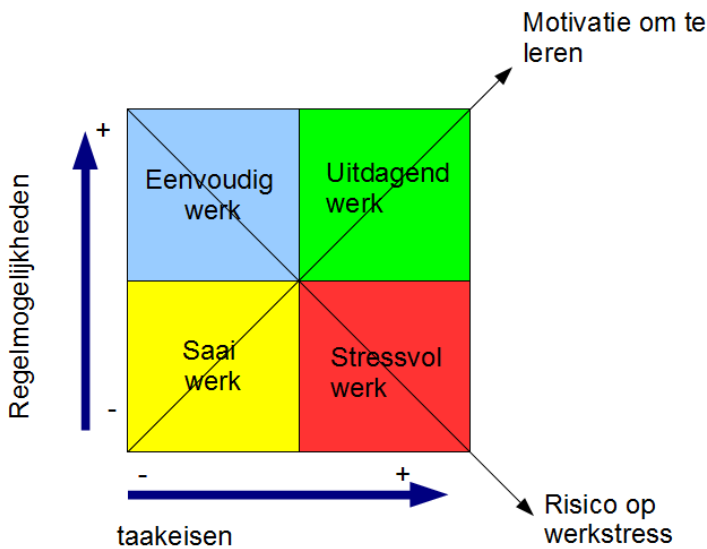 Motivatie om te
leren
+
Eenvoudig
werk
Uitdagend
werk
Regelmogelijkheden
Saai
werk
Stressvol
werk
-
-
+
taakeisen
Risico op
werkstress